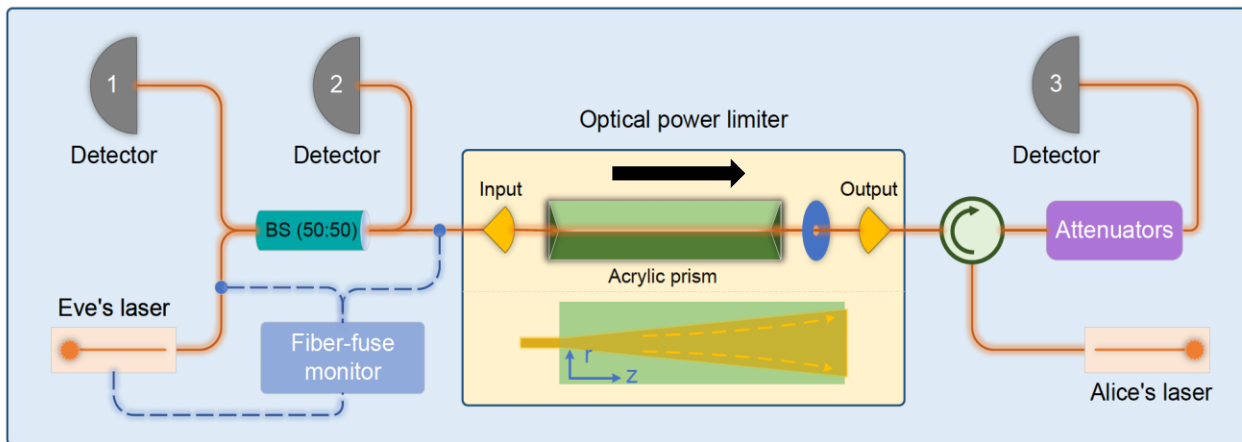 1
2
3
Detector
Detector
Optical power limiter
Detector
Input
Output
BS (50:50)
Attenuators
Acrylic prism
Eve's laser
Fiber-fuse
monitor
r
z
Alice's laser